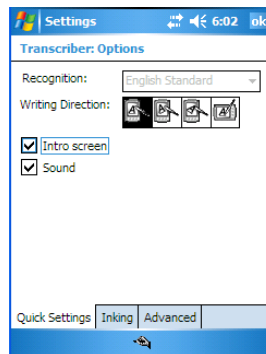 Settings 6:02 ok
Transcriber: Options
Recognition: English Standard
Writing Direction:
Intro screen
Sound
Quick Settings Inking Advanced